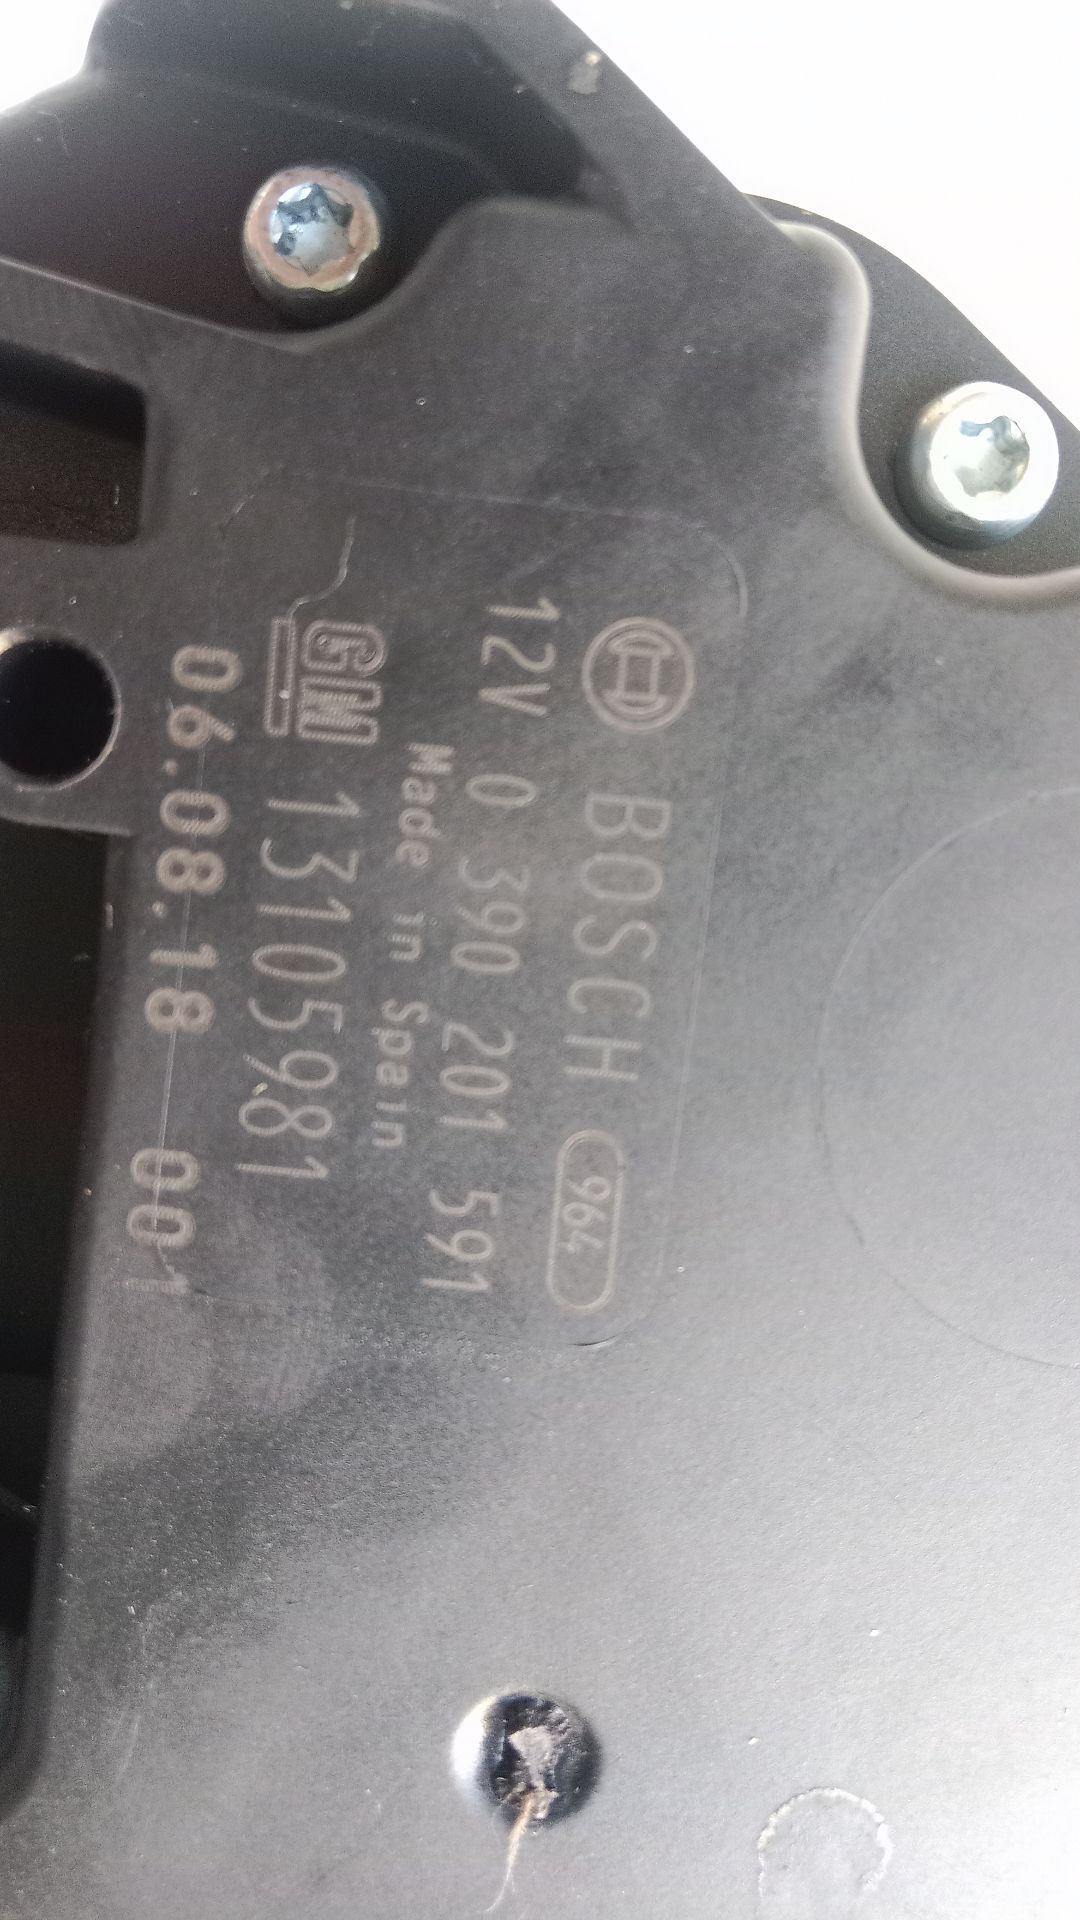 BOSCH 964
12V 0 390 201 591
Made in Spain
GM 13105981
06.08.18 00